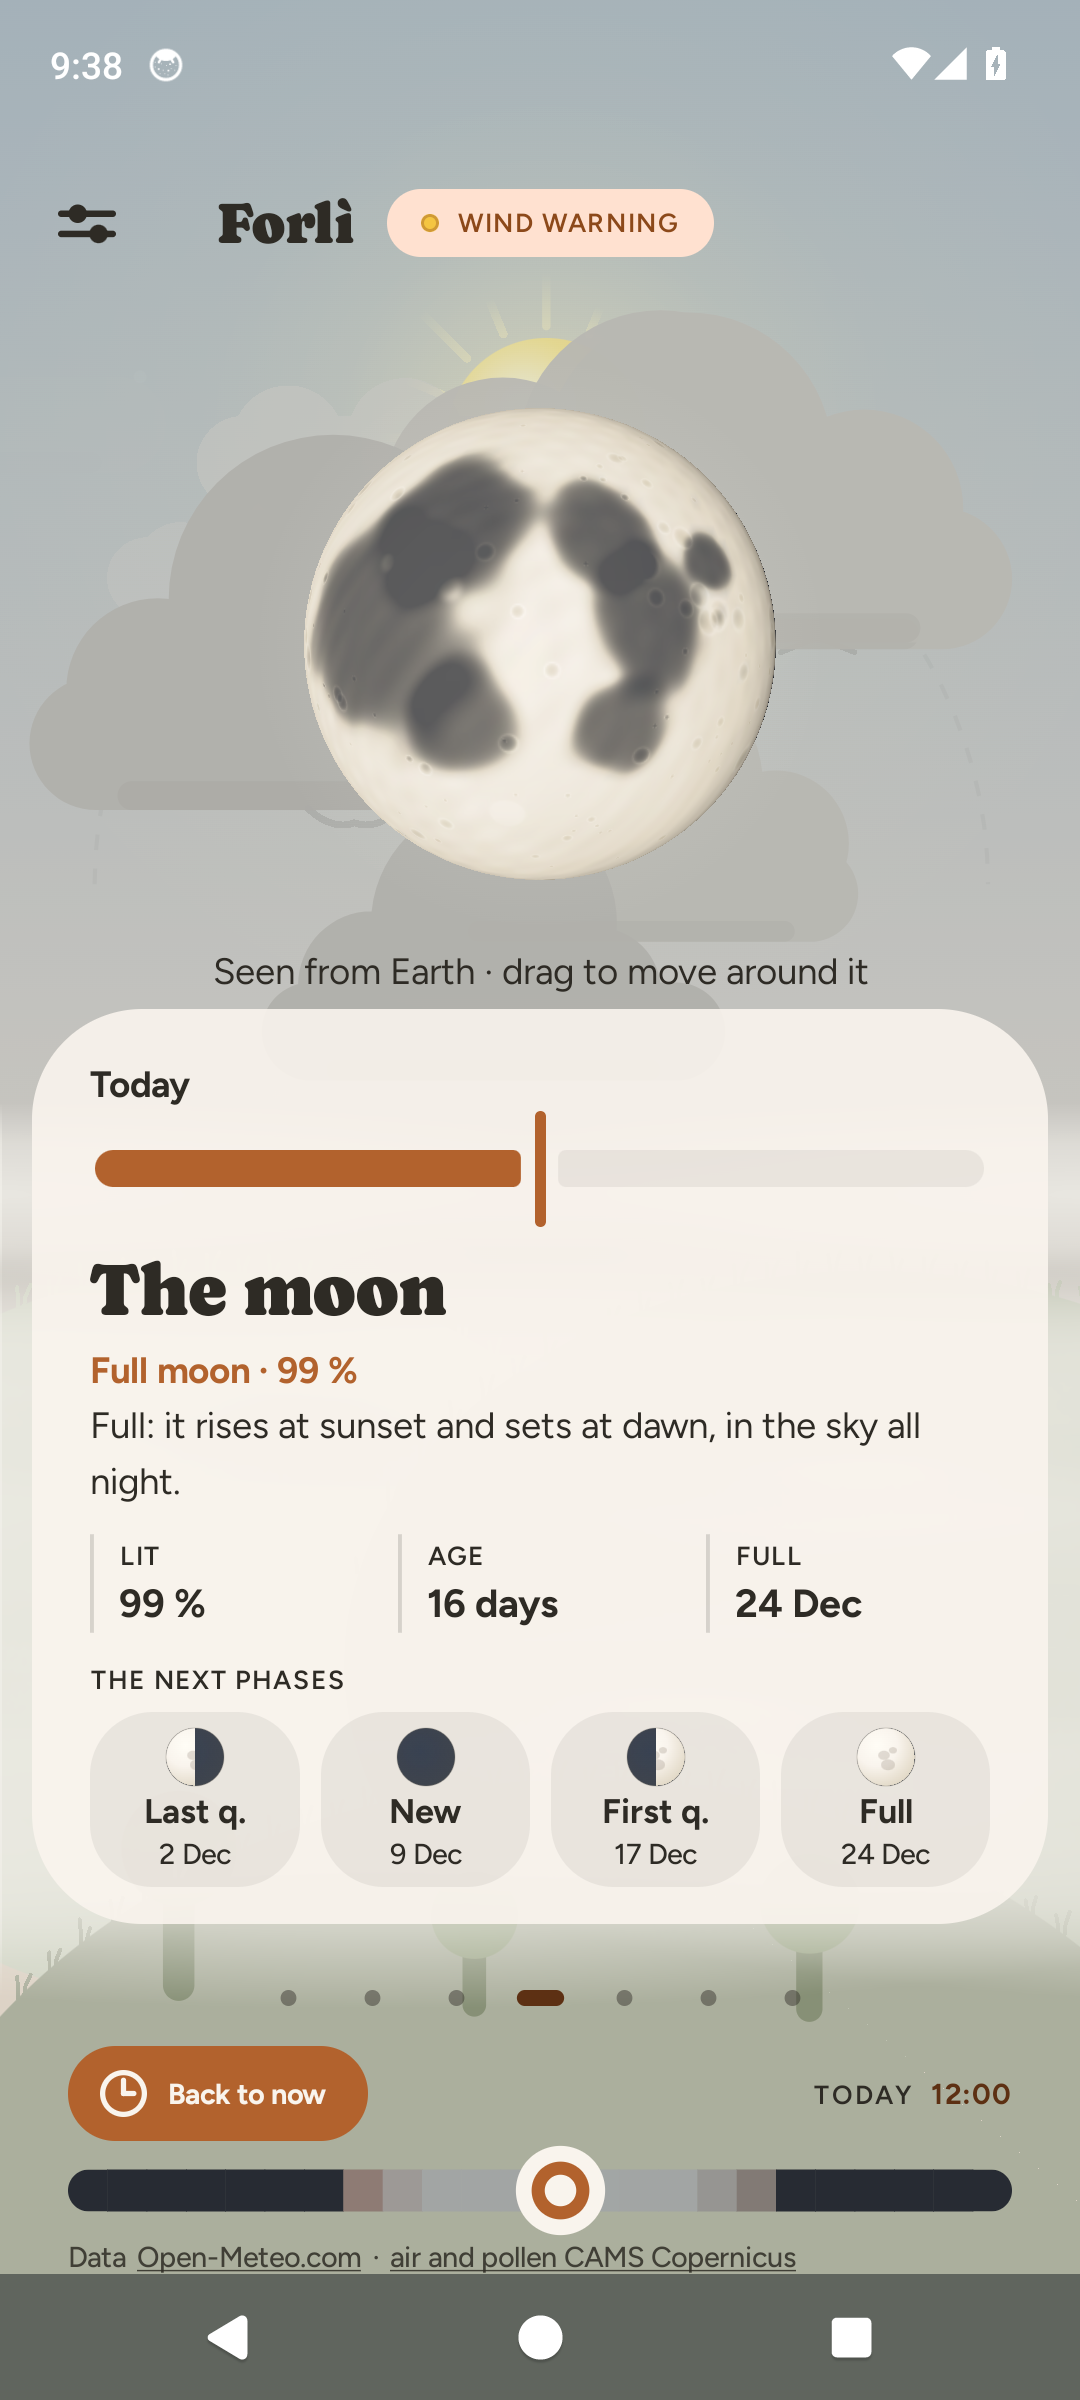 9:38
Forlì
WIND WARNING
Seen from Earth · drag to move around it
Today
The moon
Full moon · 99 %
Full: it rises at sunset and sets at dawn, in the sky all
night.
LIT
99 %
AGE
16 days
FULL
24 Dec
THE NEXT PHASES
Last q.
2 Dec
New
9 Dec
First q.
17 Dec
Full
24 Dec
Back to now
TODAY 12:00
Data Open-Meteo.com · air and pollen CAMS Copernicus